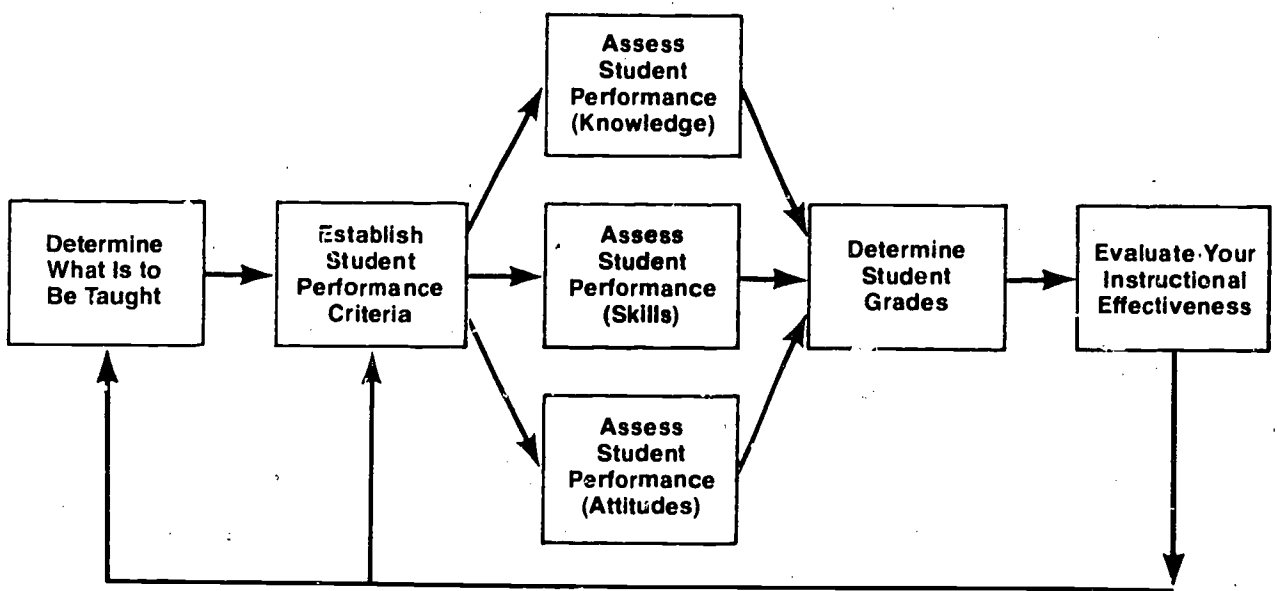 Determine
What Is to
Be Taught
Establish
Student
Performance
Criteria
Assess
Student
Performance
(Knowledge)
Assess
Student
Performance
(Skills)
Assess
Student
Performance
(Attitudes)
Determine
Student
Grades
Evaluate Your
Instructional
Effectiveness